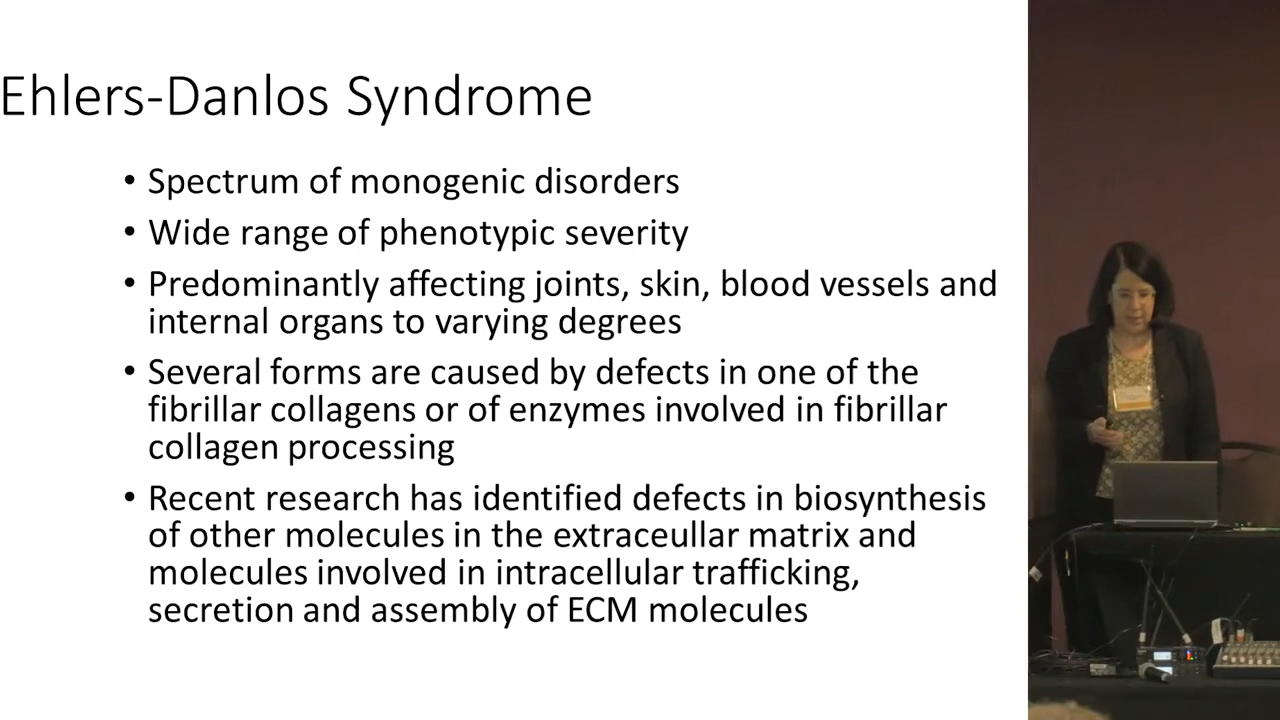 Ehlers-Danlos Syndrome
• Spectrum of monogenic disorders
• Wide range of phenotypic severity
• Predominantly affecting joints, skin, blood vessels and
internal organs to varying degrees
• Several forms are caused by defects in one of the
fibrillar collagens or of enzymes involved in fibrillar
collagen processing
• Recent research has identified defects in biosynthesis
of other molecules in the extraceullar matrix and
molecules involved in intracellular trafficking,
secretion and assembly of ECM molecules